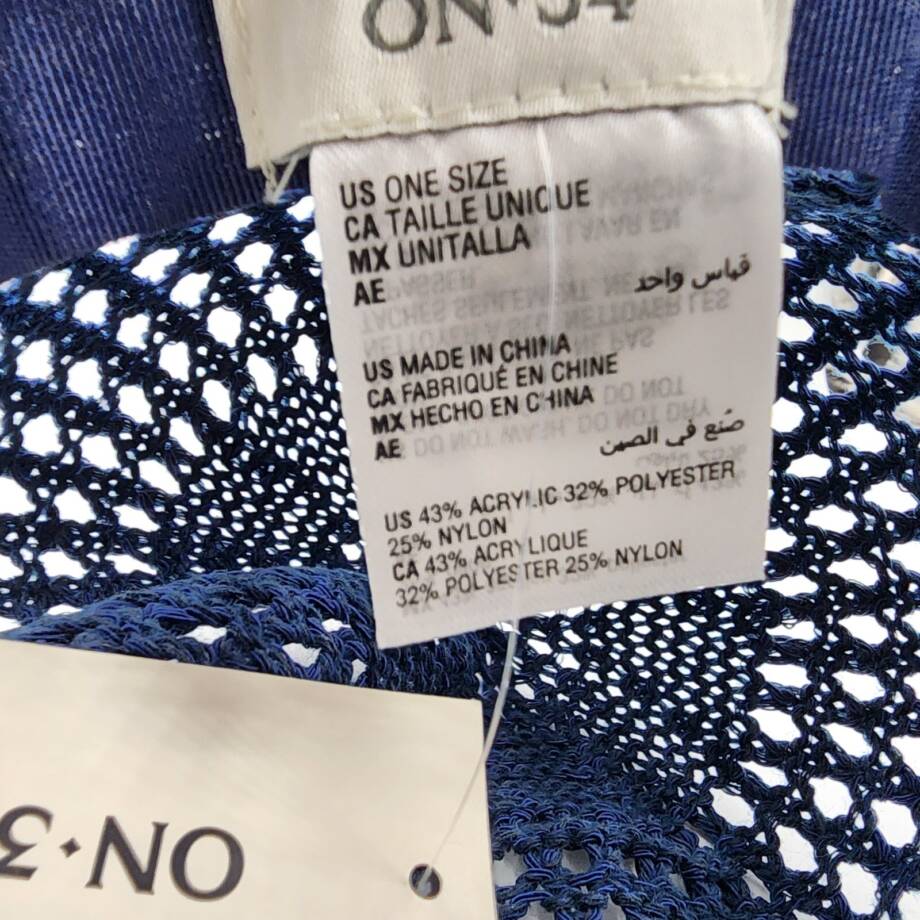 ON·34
US ONE SIZE
CA TAILLE UNIQUE
MX UNITALLA
AE قياس واحد
US MADE IN CHINA
CA FABRIQUÉ EN CHINE
MX HECHO EN CHINA
AE صُنع في الصين
US 43% ACRYLIC 32% POLYESTER
25% NYLON
CA 43% ACRYLIQUE
32% POLYESTER 25% NYLON
ON·3